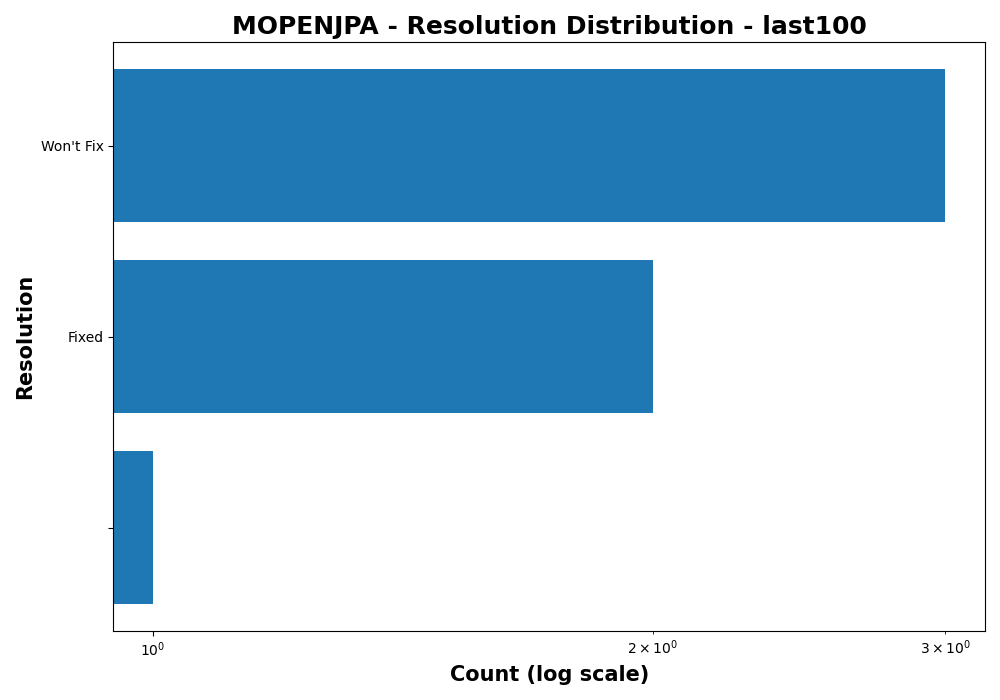 MOPENJPA - Resolution Distribution - last100
Won't Fix
Fixed
Resolution
10⁰
2 × 10⁰
3 × 10⁰
Count (log scale)